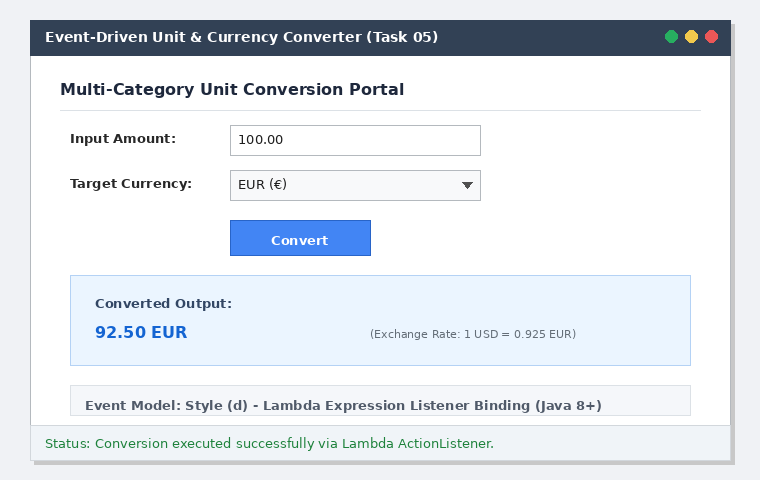 Event-Driven Unit & Currency Converter (Task 05)
Multi-Category Unit Conversion Portal
Input Amount: 100.00
Target Currency: EUR (€)
Convert
Converted Output:
92.50 EUR (Exchange Rate: 1 USD = 0.925 EUR)
Event Model: Style (d) - Lambda Expression Listener Binding (Java 8+)
Status: Conversion executed successfully via Lambda ActionListener.